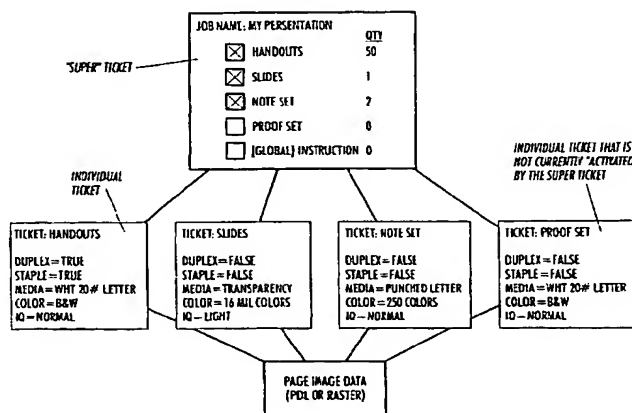 JOB NAME: MY PERSENTATION
QTY
HANDOUTS 50
SLIDES 1
NOTE SET 2
PROOF SET 0
[GLOBAL] INSTRUCTION 0
"SUPER" TICKET
INDIVIDUAL
TICKET
INDIVIDUAL TICKET THAT IS
NOT CURRENTLY "ACTIVATED"
BY THE SUPER TICKET
TICKET: HANDOUTS
DUPLEX=TRUE
STAPLE=TRUE
MEDIA=WHT 20# LETTER
COLOR=B&W
IQ=NORMAL
TICKET: SLIDES
DUPLEX=FALSE
STAPLE=FALSE
MEDIA=TRANSPARENCY
COLOR=16 MIL COLORS
IQ=LIGHT
TICKET: NOTE SET
DUPLEX=FALSE
STAPLE=FALSE
MEDIA=PUNCHED LETTER
COLOR=250 COLORS
IQ=NORMAL
TICKET: PROOF SET
DUPLEX=FALSE
STAPLE=FALSE
MEDIA=WHT 20# LETTER
COLOR=B&W
IQ=NORMAL
PAGE IMAGE DATA
(PDL OR RASTER)